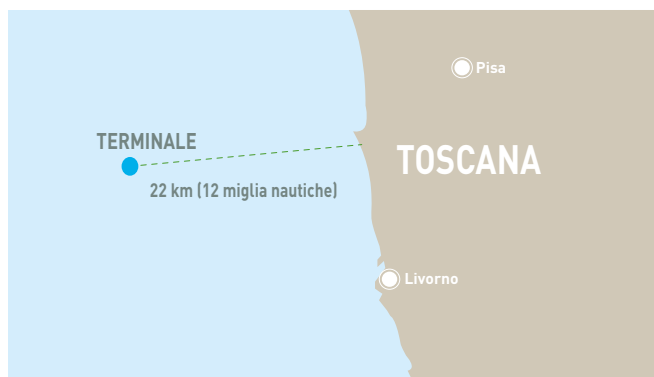 Pisa
TERMINALE
TOSCANA
22 km (12 miglia nautiche)
Livorno